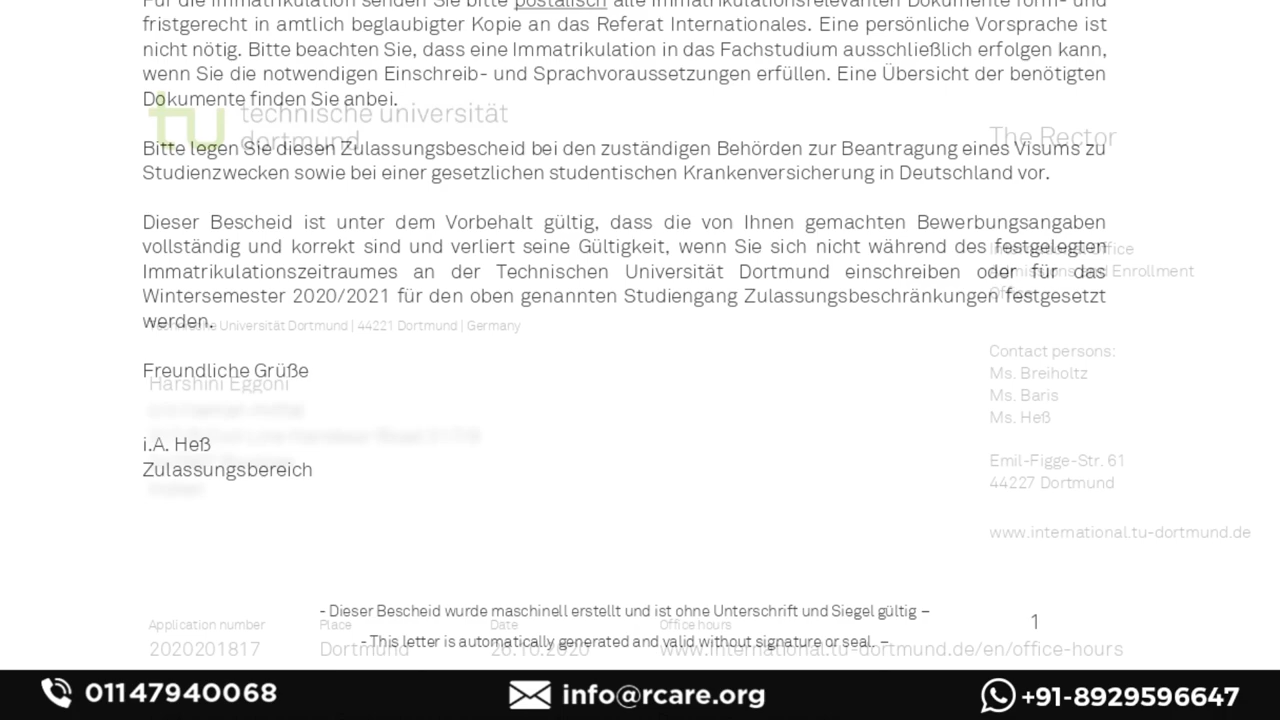 Für die Immatrikulation senden Sie bitte postalisch alle immatrikulationsrelevanten Dokumente form- und
fristgerecht in amtlich beglaubigter Kopie an das Referat Internationales. Eine persönliche Vorsprache ist
nicht nötig. Bitte beachten Sie, dass eine Immatrikulation in das Fachstudium ausschließlich erfolgen kann,
wenn Sie die notwendigen Einschreib- und Sprachvoraussetzungen erfüllen. Eine Übersicht der benötigten
Dokumente finden Sie anbei.
tu technische universität
dortmund
The Rector
Bitte legen Sie diesen Zulassungsbescheid bei den zuständigen Behörden zur Beantragung eines Visums zu
Studienzwecken sowie bei einer gesetzlichen studentischen Krankenversicherung in Deutschland vor.
Dieser Bescheid ist unter dem Vorbehalt gültig, dass die von Ihnen gemachten Bewerbungsangaben
vollständig und korrekt sind und verliert seine Gültigkeit, wenn Sie sich nicht während des festgelegten
Immatrikulationszeitraumes an der Technischen Universität Dortmund einschreiben oder für das
Wintersemester 2020/2021 für den oben genannten Studiengang Zulassungsbeschränkungen festgesetzt
werden.
International Office
Admissions and Enrollment
Office
Technische Universität Dortmund | 44221 Dortmund | Germany
Freundliche Grüße
Harshini Eggoni
i.A. Heß
Zulassungsbereich
Contact persons:
Ms. Breiholtz
Ms. Baris
Ms. Heß
Emil-Figge-Str. 61
44227 Dortmund
www.international.tu-dortmund.de
- Dieser Bescheid wurde maschinell erstellt und ist ohne Unterschrift und Siegel gültig –
1
- This letter is automatically generated and valid without signature or seal. –
Application number Place Date Office hours
2020201817 Dortmund 26.10.2020 www.international.tu-dortmund.de/en/office-hours
01147940068 info@rcare.org +91-8929596647